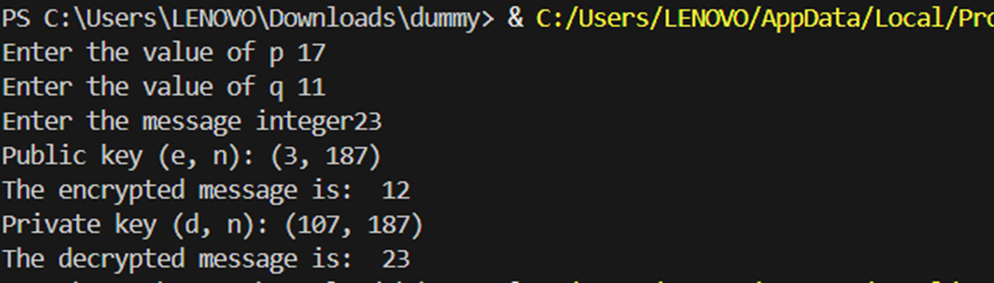 PS C:\Users\LENOVO\Downloads\dummy> & C:/Users/LENOVO/AppData/Local/
Enter the value of p 17
Enter the value of q 11
Enter the message integer23
Public key (e, n): (3, 187)
The encrypted message is:  12
Private key (d, n): (107, 187)
The decrypted message is:  23